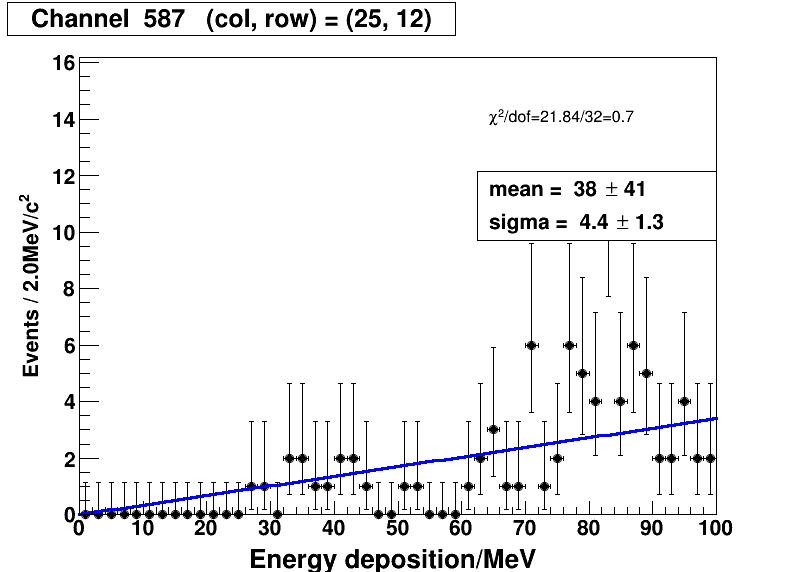 Channel 587 (col, row) = (25, 12)
16
14
12
10
8
6
4
2
0
Events / 2.0MeV/c²
χ²/dof=21.84/32=0.7
mean = 38 ± 41
sigma = 4.4 ± 1.3
0 10 20 30 40 50 60 70 80 90 100
Energy deposition/MeV